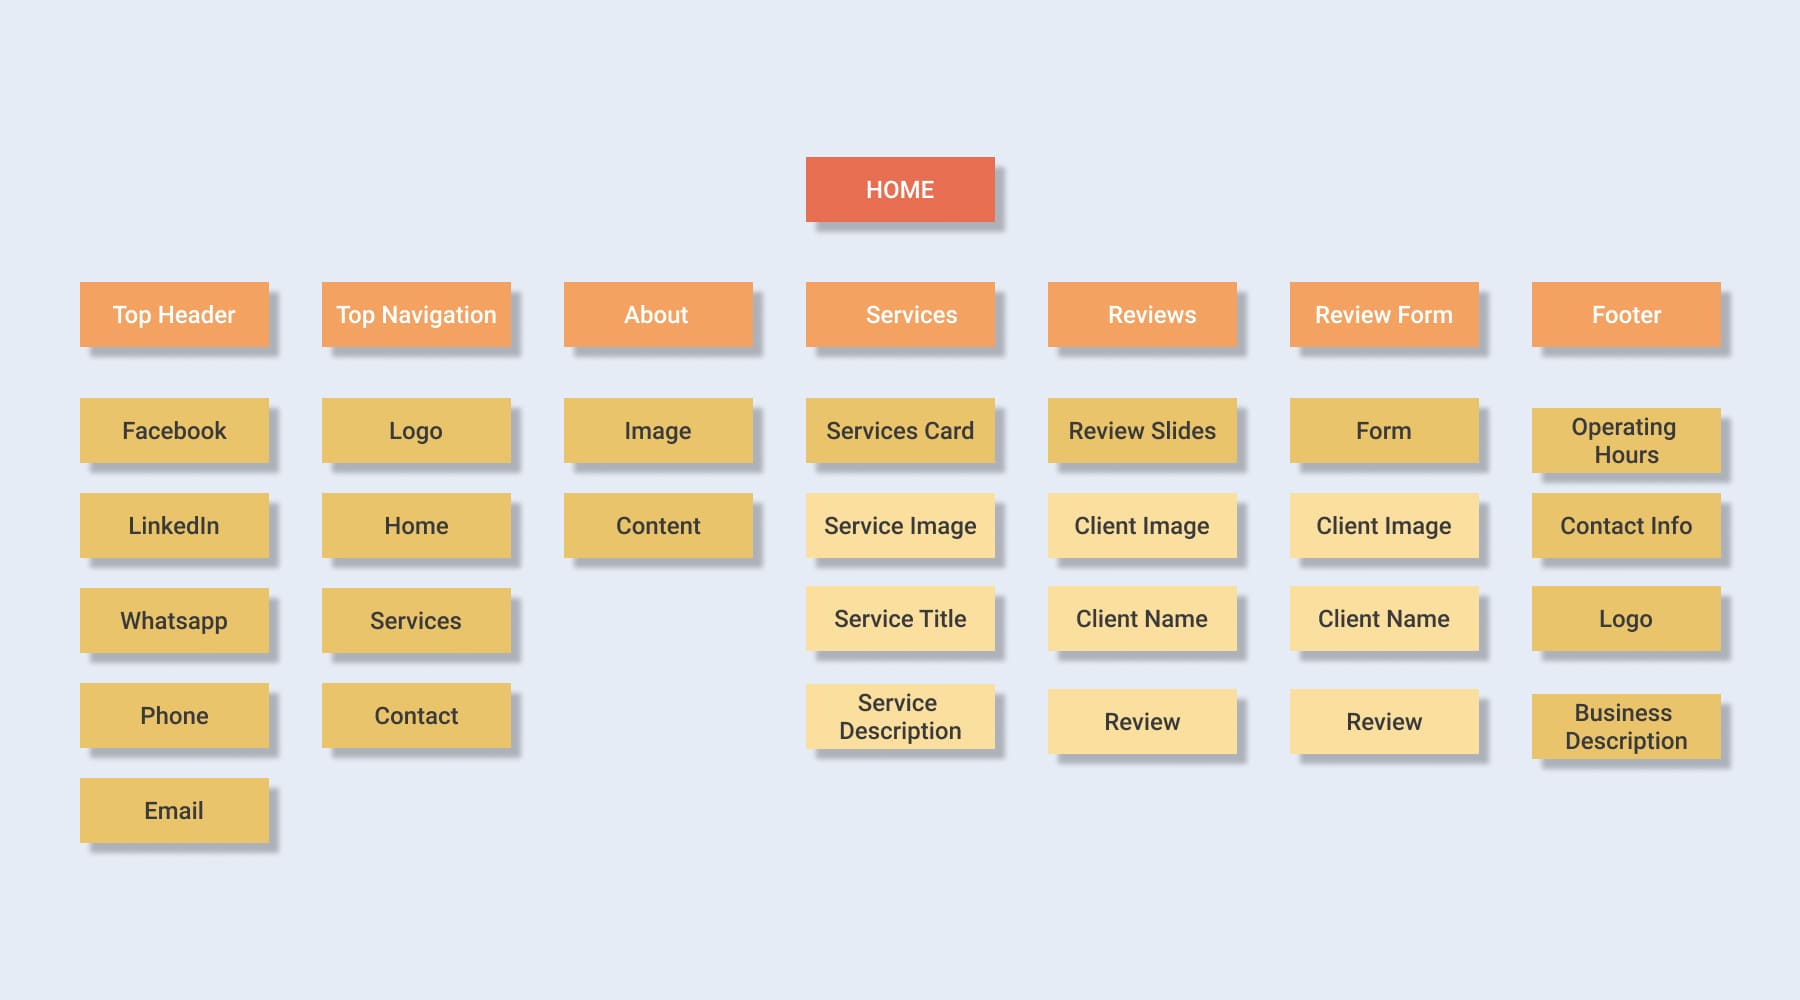 HOME
Top Header
Top Navigation
About
Services
Reviews
Review Form
Footer
Facebook
Logo
Image
Services Card
Review Slides
Form
Operating
Hours
LinkedIn
Home
Content
Service Image
Client Image
Client Image
Contact Info
Whatsapp
Services
Service Title
Client Name
Client Name
Logo
Phone
Contact
Service
Description
Review
Review
Business
Description
Email